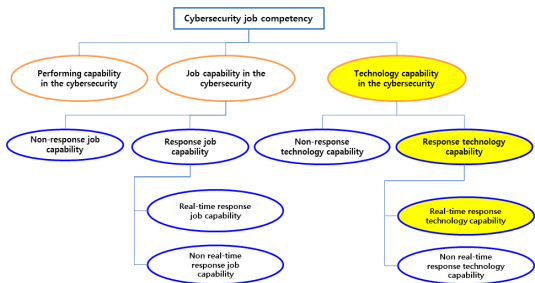 Cybersecurity job competency
Performing capability
in the cybersecurity
Job capability in the
cybersecurity
Technology capability
in the cybersecurity
Non-response job
capability
Response job
capability
Non-response
technology capability
Response technology
capability
Real-time response
job capability
Real-time response
technology capability
Non real-time
response job
capability
Non real-time
response technology
capability